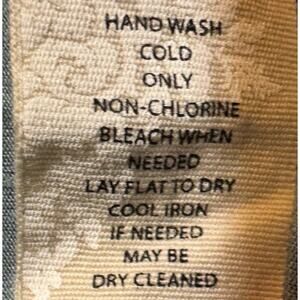 HAND WASH
COLD
ONLY
NON-CHLORINE
BLEACH WHEN
NEEDED
LAY FLAT TO DRY
COOL IRON
IF NEEDED
MAY BE
DRY CLEANED